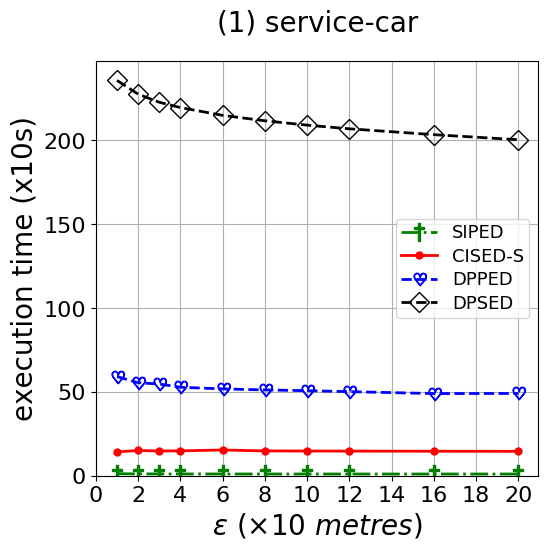 (1) service-car
execution time (x10s)
200
150
100
50
0
SIPED
CISED-S
DPPED
DPSED
0 2 4 6 8 10 12 14 16 18 20
ε (×10 metres)